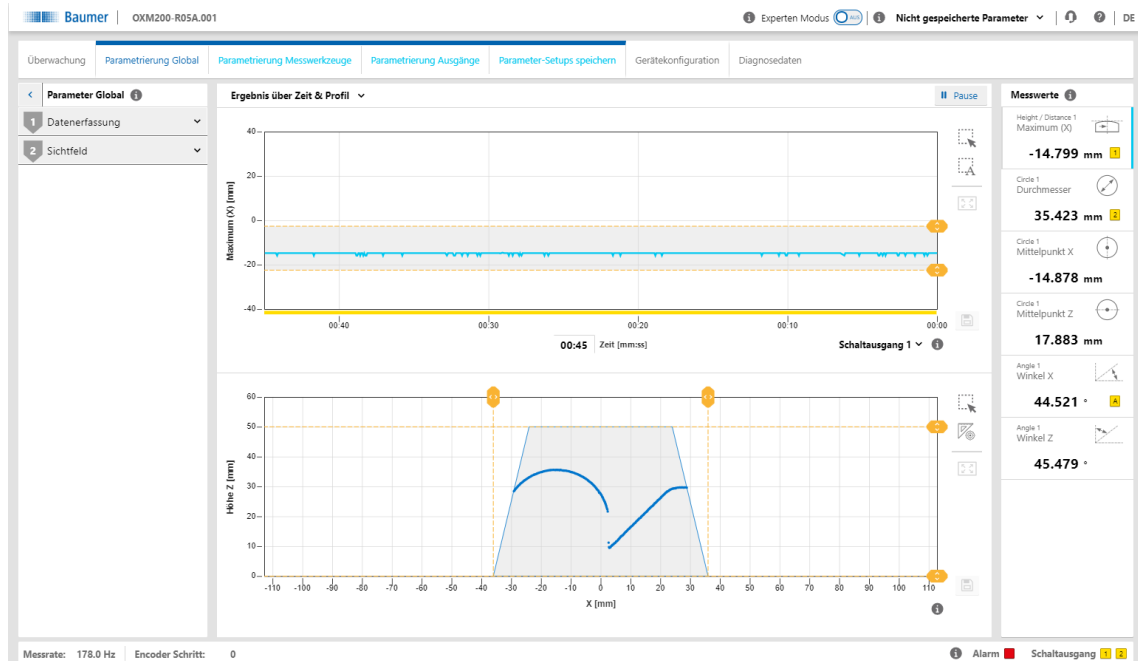 Baumer OXM200-R05A.001 Experten Modus AUS Nicht gespeicherte Parameter DE
Überwachung Parametrierung Global Parametrierung Messwerkzeuge Parametrierung Ausgänge Parameter-Setups speichern Gerätekonfiguration Diagnosedaten
Parameter Global
1 Datenerfassung
2 Sichtfeld
Ergebnis über Zeit & Profil
Pause
Maximum (X) [mm]
40
20
0
-20
-40
00:40 00:30 00:20 00:10 00:00
00:45 Zeit [mm:ss]
Schaltausgang 1
A
Höhe Z [mm]
60
50
40
30
20
10
0
-110 -100 -90 -80 -70 -60 -50 -40 -30 -20 -10 0 10 20 30 40 50 60 70 80 90 100 110
X [mm]
Messwerte
Height / Distance 1
Maximum (X)
-14.799 mm 1
Circle 1
Durchmesser
35.423 mm 2
Circle 1
Mittelpunkt X
-14.878 mm
Circle 1
Mittelpunkt Z
17.883 mm
Angle 1
Winkel X
44.521 ° A
Angle 1
Winkel Z
45.479 °
Messrate: 178.0 Hz Encoder Schritt: 0 Alarm Schaltausgang 1 2